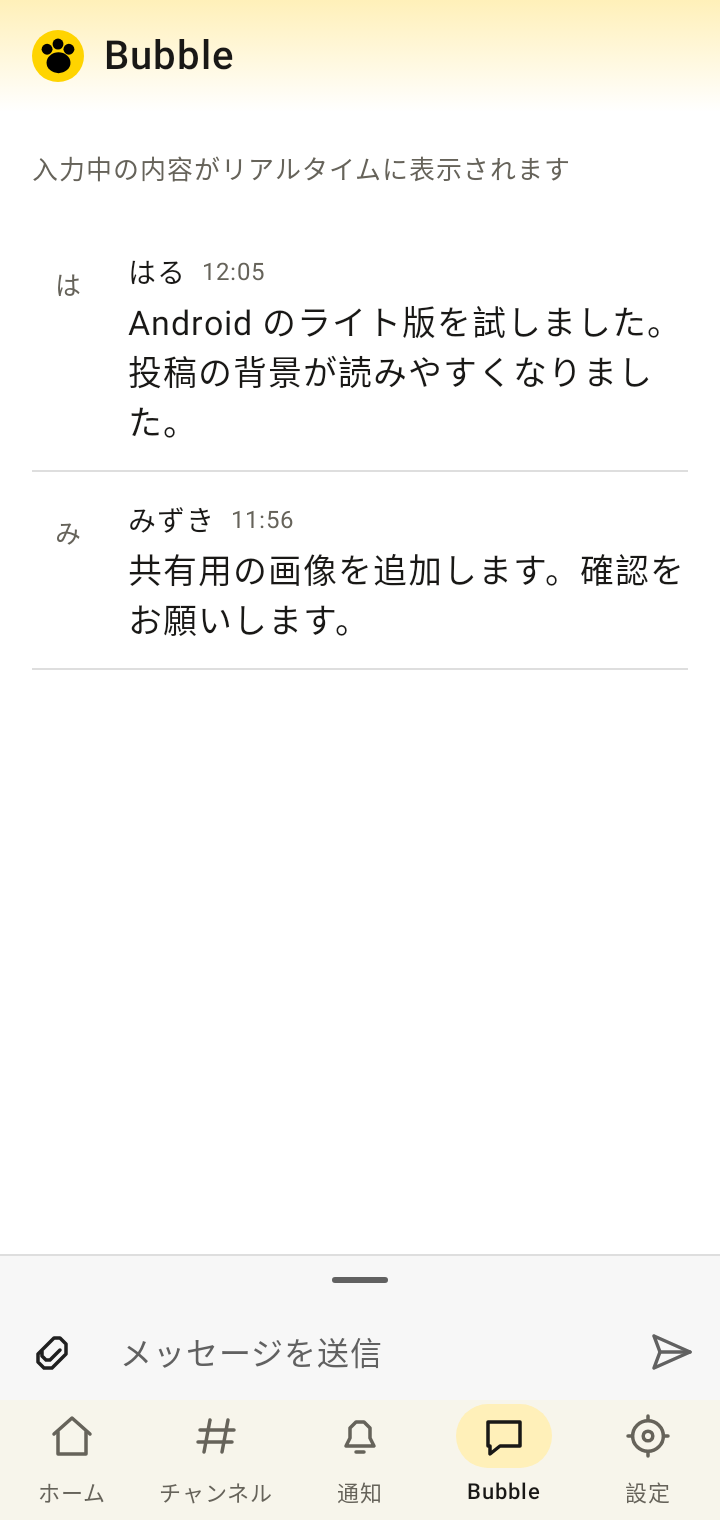 Bubble
入力中の内容がリアルタイムに表示されます
は
はる 12:05
Android のライト版を試しました。
投稿の背景が読みやすくなりまし
た。
み
みずき 11:56
共有用の画像を追加します。確認を
お願いします。
メッセージを送信
ホーム
チャンネル
通知
Bubble
設定